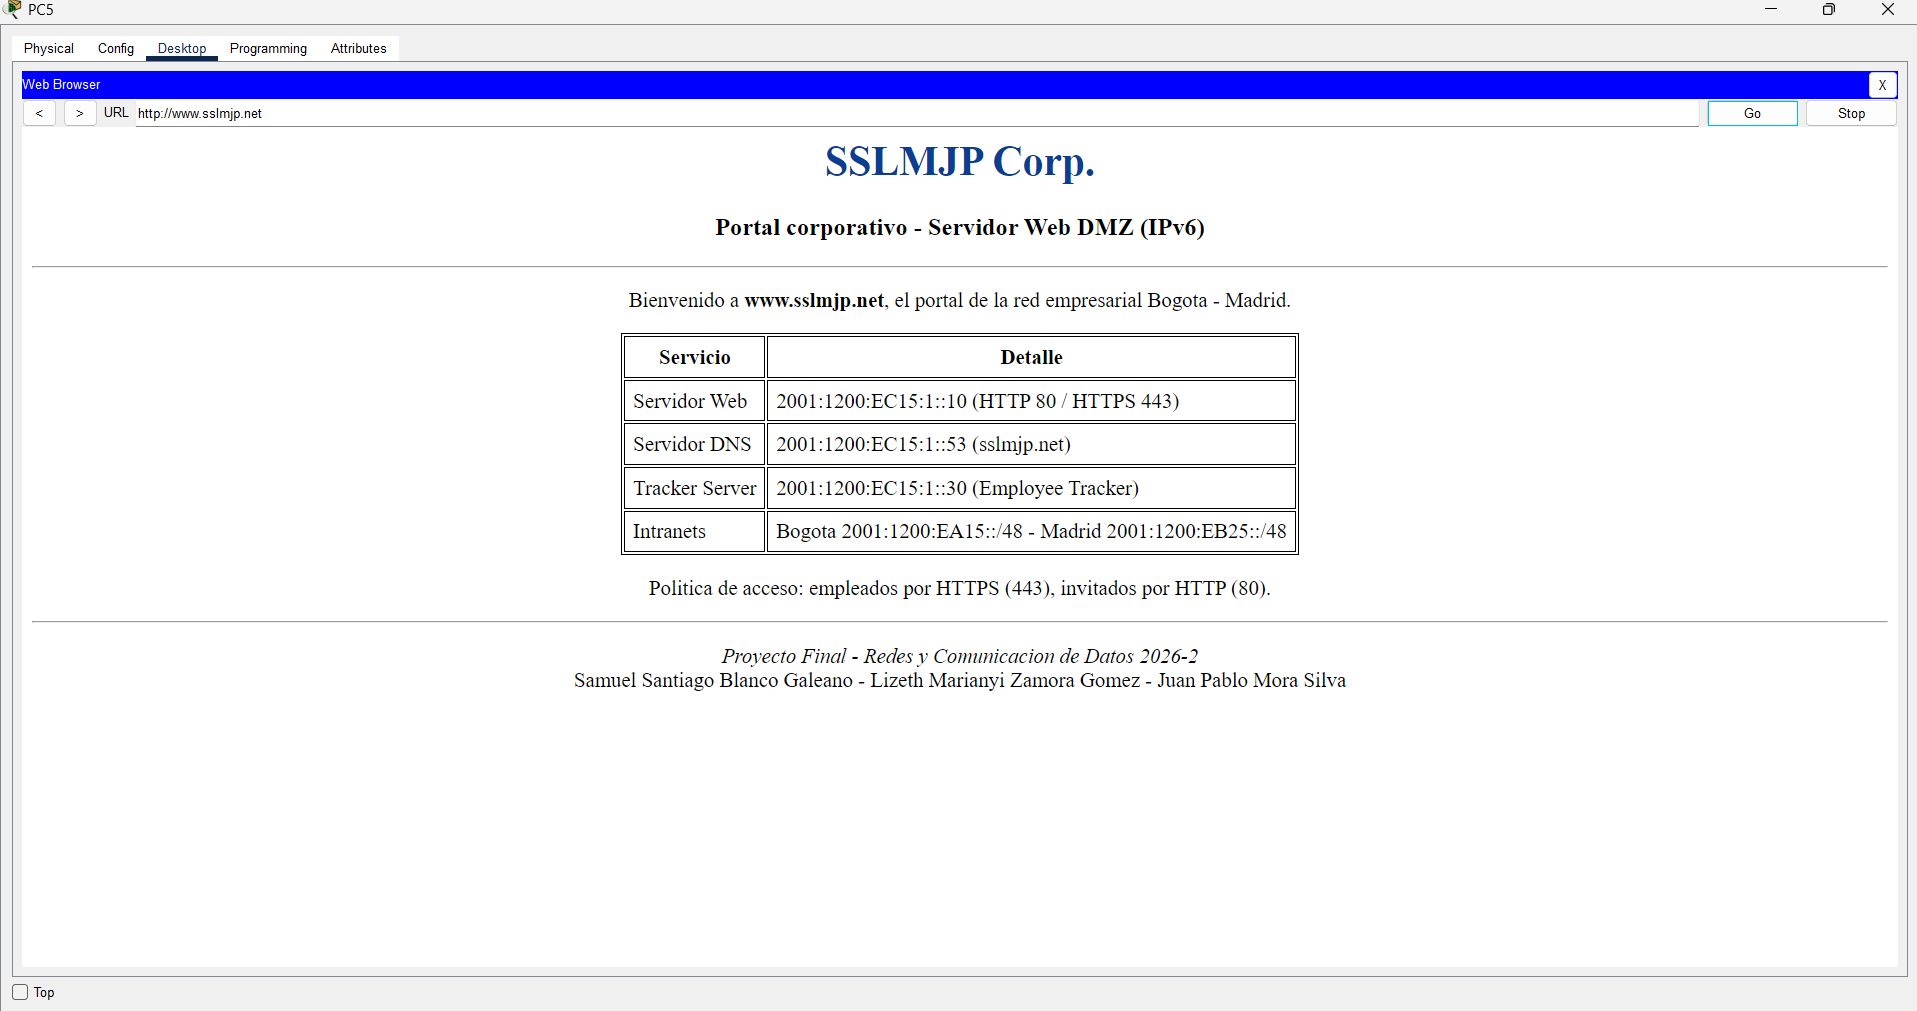 PC5
Physical Config Desktop Programming Attributes
Web Browser X
< > URL http://www.sslmjp.net Go Stop
SSLMJP Corp.
Portal corporativo - Servidor Web DMZ (IPv6)
Bienvenido a www.sslmjp.net, el portal de la red empresarial Bogota - Madrid.
Servicio Detalle
Servidor Web 2001:1200:EC15:1::10 (HTTP 80 / HTTPS 443)
Servidor DNS 2001:1200:EC15:1::53 (sslmjp.net)
Tracker Server 2001:1200:EC15:1::30 (Employee Tracker)
Intranets Bogota 2001:1200:EA15::/48 - Madrid 2001:1200:EB25::/48
Politica de acceso: empleados por HTTPS (443), invitados por HTTP (80).
Proyecto Final - Redes y Comunicacion de Datos 2026-2
Samuel Santiago Blanco Galeano - Lizeth Marianyi Zamora Gomez - Juan Pablo Mora Silva
Top